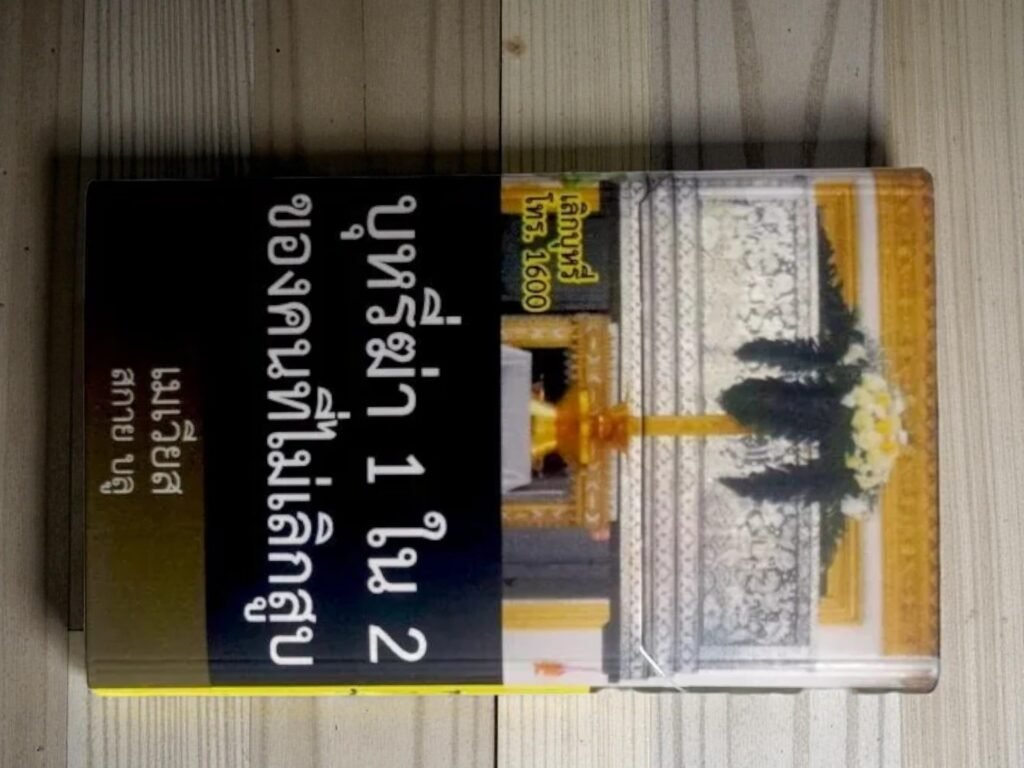 เลิกบุหรี่
โทร. 1600
บุหรี่ฆ่า 1 ใน 2
ของคนที่ไม่เลิกสูบ
เมเวียส
สกาย บลู